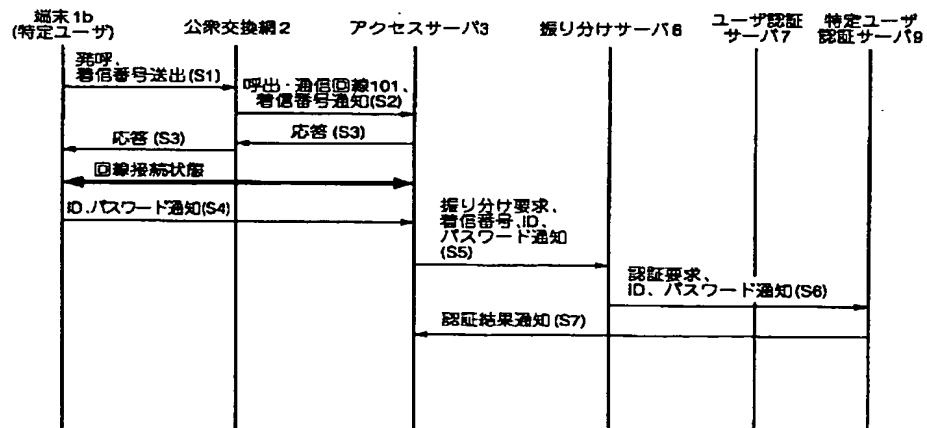 端末1b
(特定ユーザ)
公衆交換網2
アクセスサーバ3
振り分けサーバ6
ユーザ認証
サーバ7
特定ユーザ
認証サーバ9
発呼、
着信番号送出(S1)
呼出・通信回線101、
着信番号通知(S2)
応答(S3)
応答(S3)
回線接続状態
ID、パスワード通知(S4)
振り分け要求、
着信番号、ID、
パスワード通知
(S5)
認証要求、
ID、パスワード通知(S6)
認証結果通知(S7)